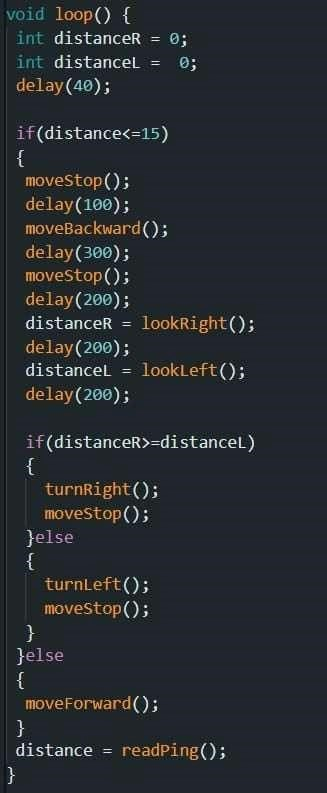 void loop() {
 int distanceR = 0;
 int distanceL =  0;
 delay(40);

 if(distance<=15)
 {
  moveStop();
  delay(100);
  moveBackward();
  delay(300);
  moveStop();
  delay(200);
  distanceR = lookRight();
  delay(200);
  distanceL = lookLeft();
  delay(200);

  if(distanceR>=distanceL)
  {
    turnRight();
    moveStop();
  }else
  {
    turnLeft();
    moveStop();
  }
 }else
 {
  moveForward();
 }
 distance = readPing();
}